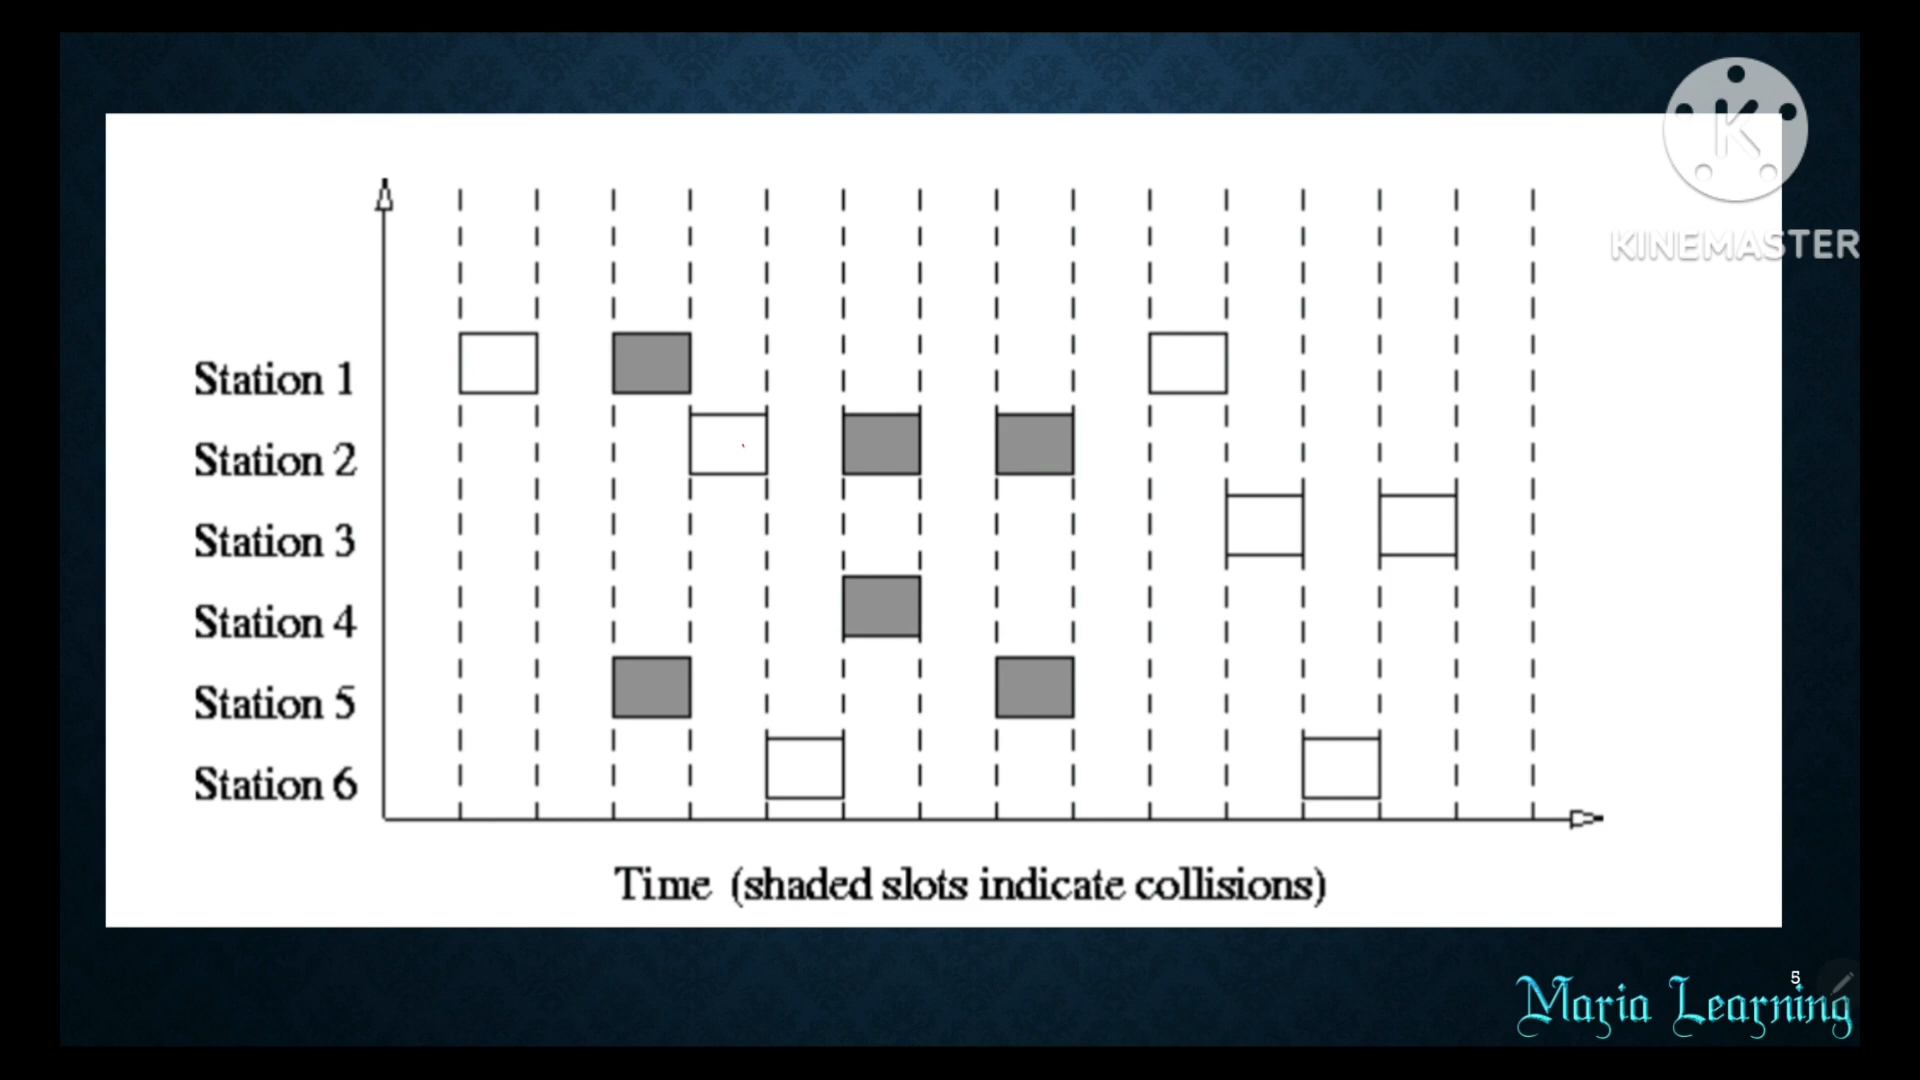 K
KINEMASTER
Station 1
Station 2
Station 3
Station 4
Station 5
Station 6
Time (shaded slots indicate collisions)
5
Maria Learning